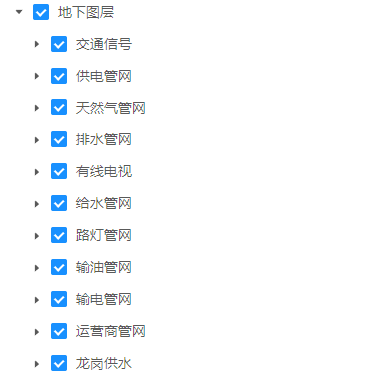 地下图层
交通信号
供电管网
天然气管网
排水管网
有线电视
给水管网
路灯管网
输油管网
输电管网
运营商管网
龙岗供水